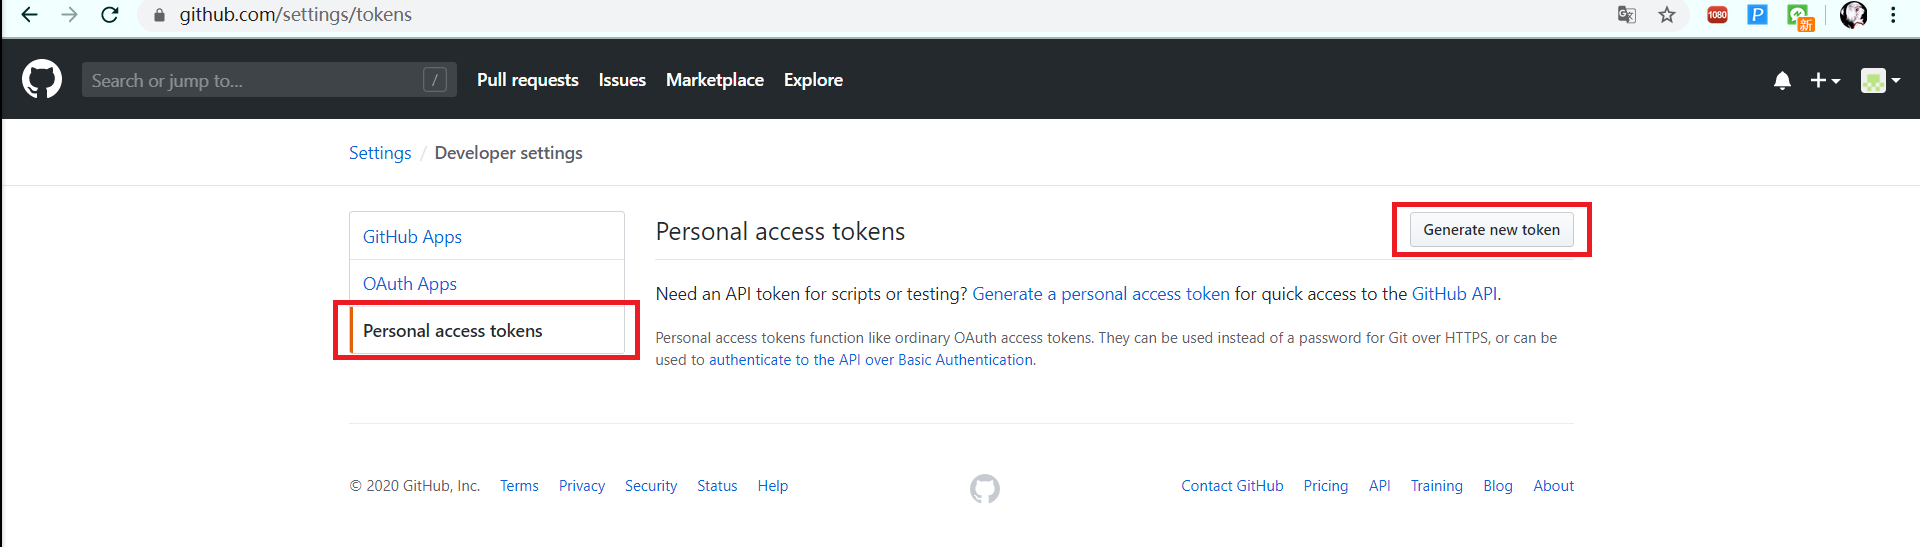 github.com/settings/tokens
1080
P
新
Search or jump to...
/
Pull requests Issues Marketplace Explore
Settings / Developer settings
GitHub Apps
OAuth Apps
Personal access tokens
Personal access tokens
Generate new token
Need an API token for scripts or testing? Generate a personal access token for quick access to the GitHub API.
Personal access tokens function like ordinary OAuth access tokens. They can be used instead of a password for Git over HTTPS, or can be
used to authenticate to the API over Basic Authentication.
© 2020 GitHub, Inc. Terms Privacy Security Status Help
Contact GitHub Pricing API Training Blog About